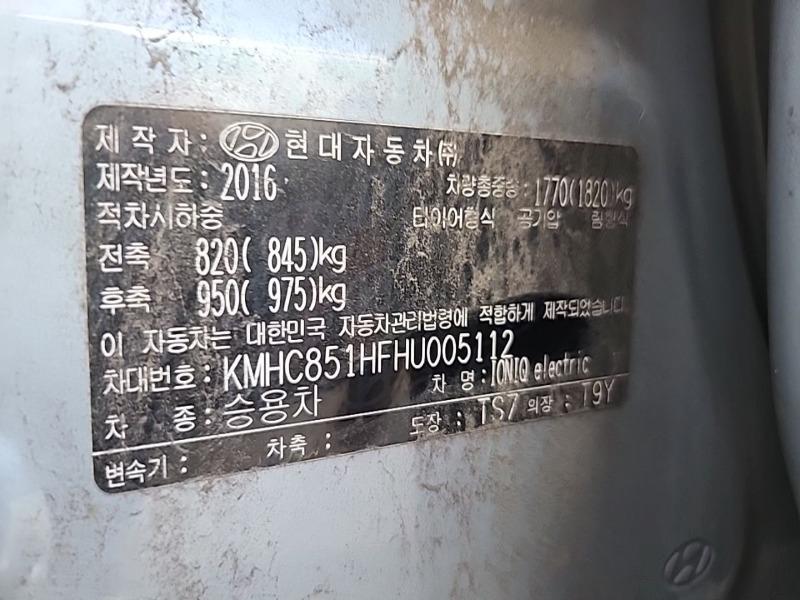 제작자: 현대자동차(주)
제작년도: 2016 차량총중량: 1770(1820)kg
적차시하중 타이어형식 공기압 림형식
전축 820( 845)kg
후축 950( 975)kg
이 자동차는 대한민국 자동차관리법령에 적합하게 제작되었습니다
차대번호: KMHC851HFHU005112
차 종: 승용차 차 명: IONIQ electric
변속기: 차축: 도장: TS7 의장: T9Y